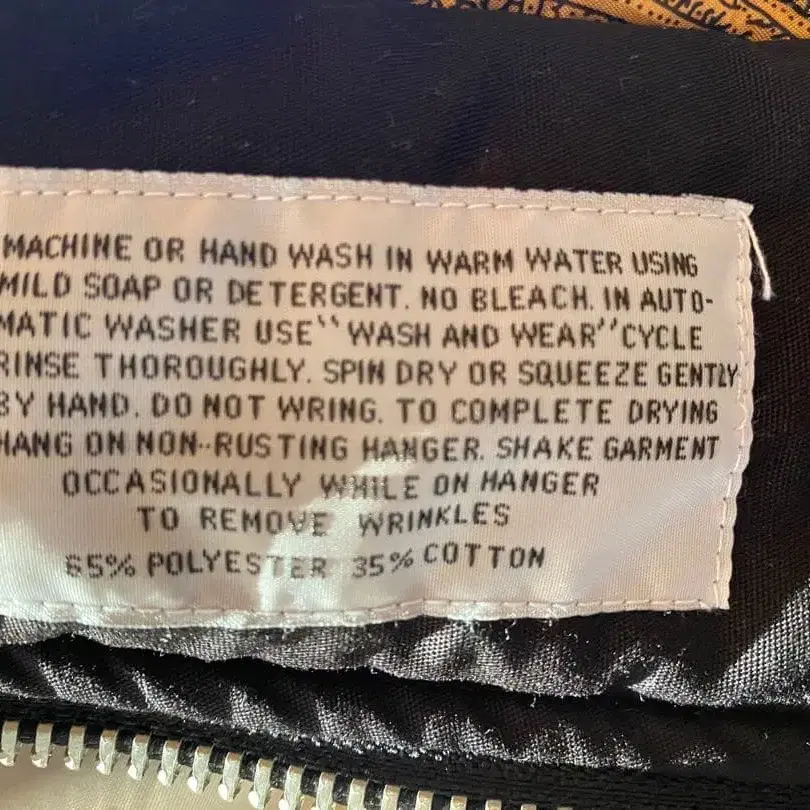 MACHINE OR HAND WASH IN WARM WATER USING
MILD SOAP OR DETERGENT. NO BLEACH. IN AUTO-
MATIC WASHER USE "WASH AND WEAR" CYCLE
RINSE THOROUGHLY. SPIN DRY OR SQUEEZE GENTLY
BY HAND. DO NOT WRING. TO COMPLETE DRYING
HANG ON NON-RUSTING HANGER. SHAKE GARMENT
OCCASIONALLY WHILE ON HANGER
TO REMOVE WRINKLES
65% POLYESTER 35% COTTON